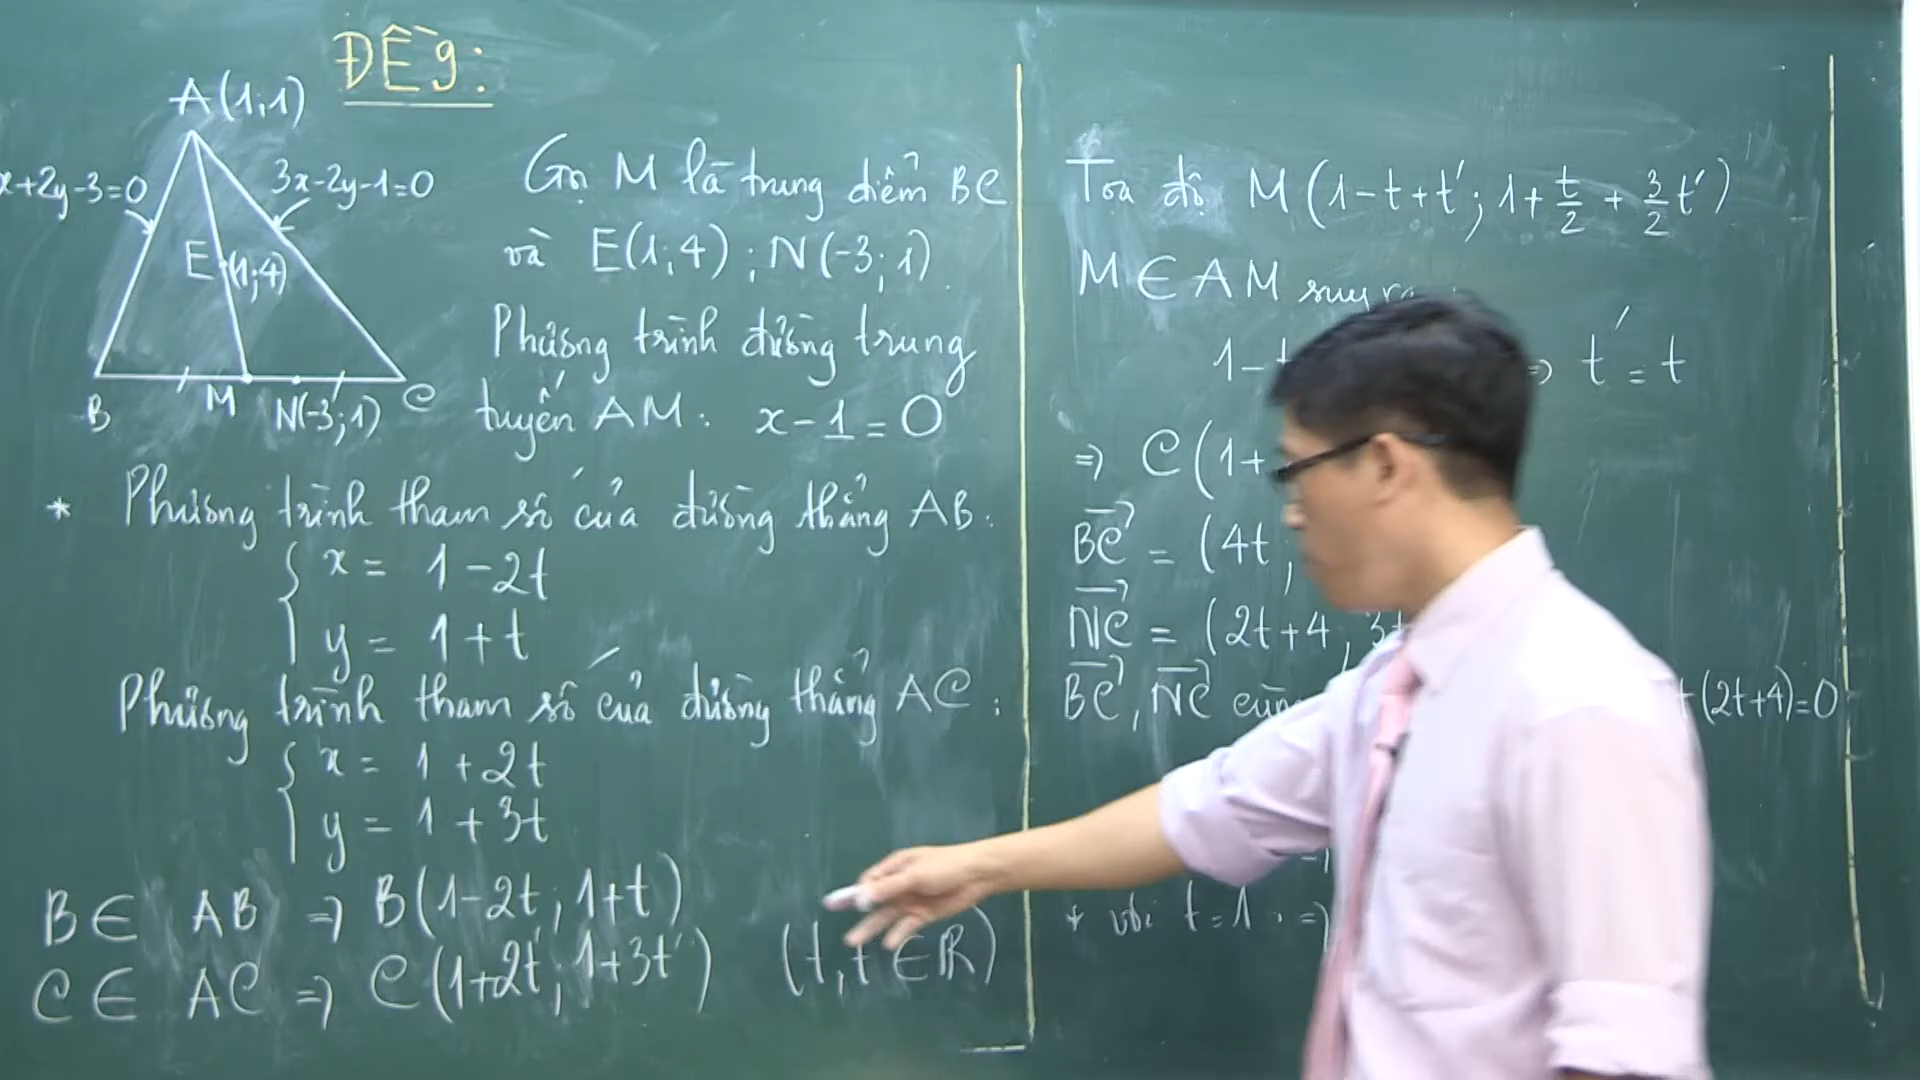 ĐỀ 9:
A(1;1)
x+2y-3=0
3x-2y-1=0
E(1;4)
B
M
N(-3;1)
C
Gọi M là trung điểm BC
và E(1;4); N(-3;1).
Phương trình đường trung
tuyến AM: x-1=0
* Phương trình tham số của đường thẳng AB:
{ x = 1-2t
y = 1+t
Phương trình tham số của đường thẳng AC:
{ x = 1+2t
y = 1+3t
B∈ AB ⇒ B(1-2t; 1+t)
C∈ AC ⇒ C(1+2t'; 1+3t') (t,t'∈ℝ)
Tọa độ M(1-t+t'; 1+t/2 + 3/2 t')
M∈AM suy ra
1-t ⇒ t' = t
⇒ C(1+
BC = (4t;
NC = (2t+4, 3t
BC, NC cùng t(2t+4)=0
+ với t=1 ⇒